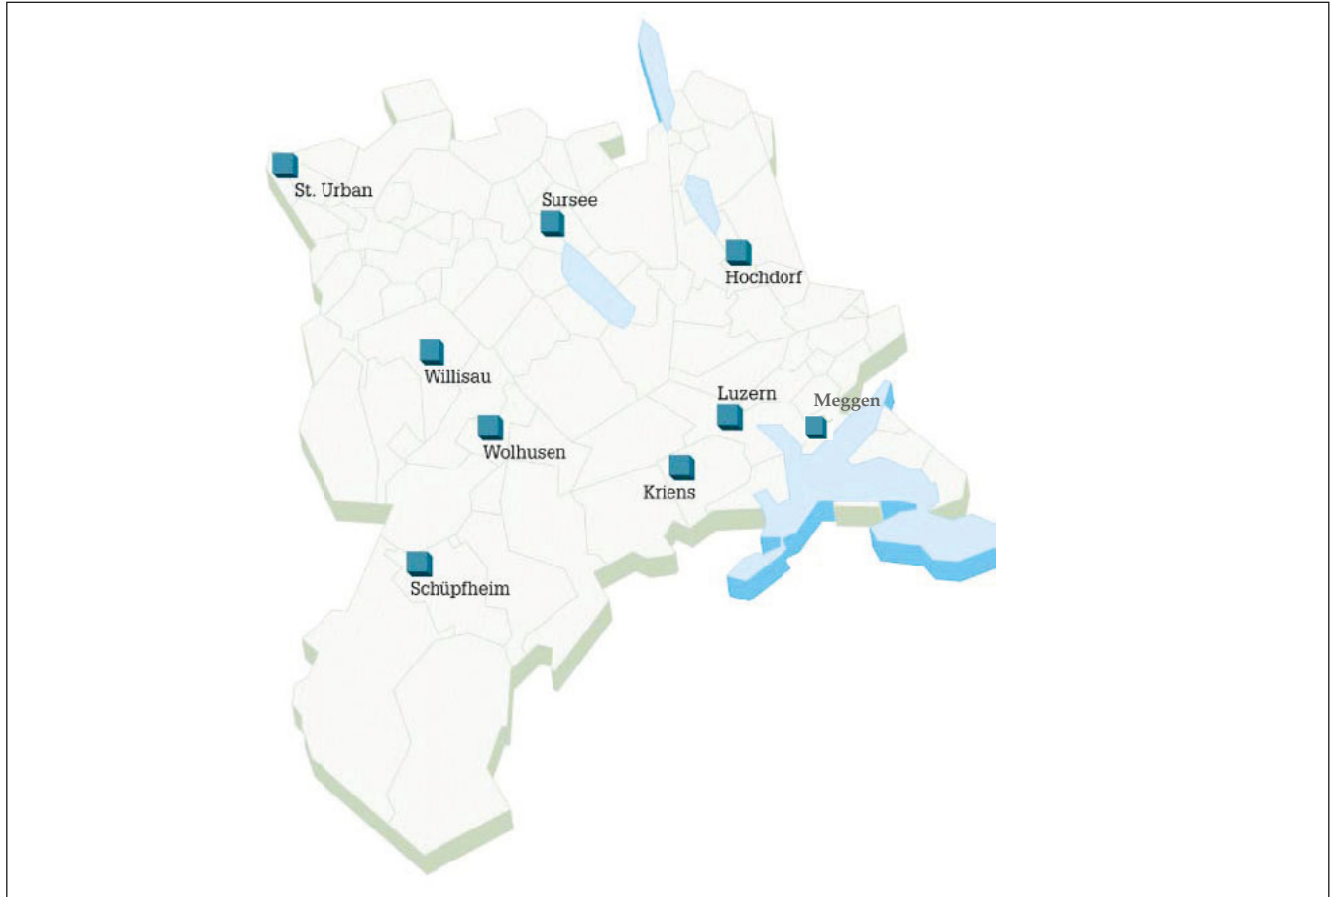 St. Urban
Sursee
Hochdorf
Willisau
Luzern
Meggen
Wolhusen
Kriens
Schüpfheim